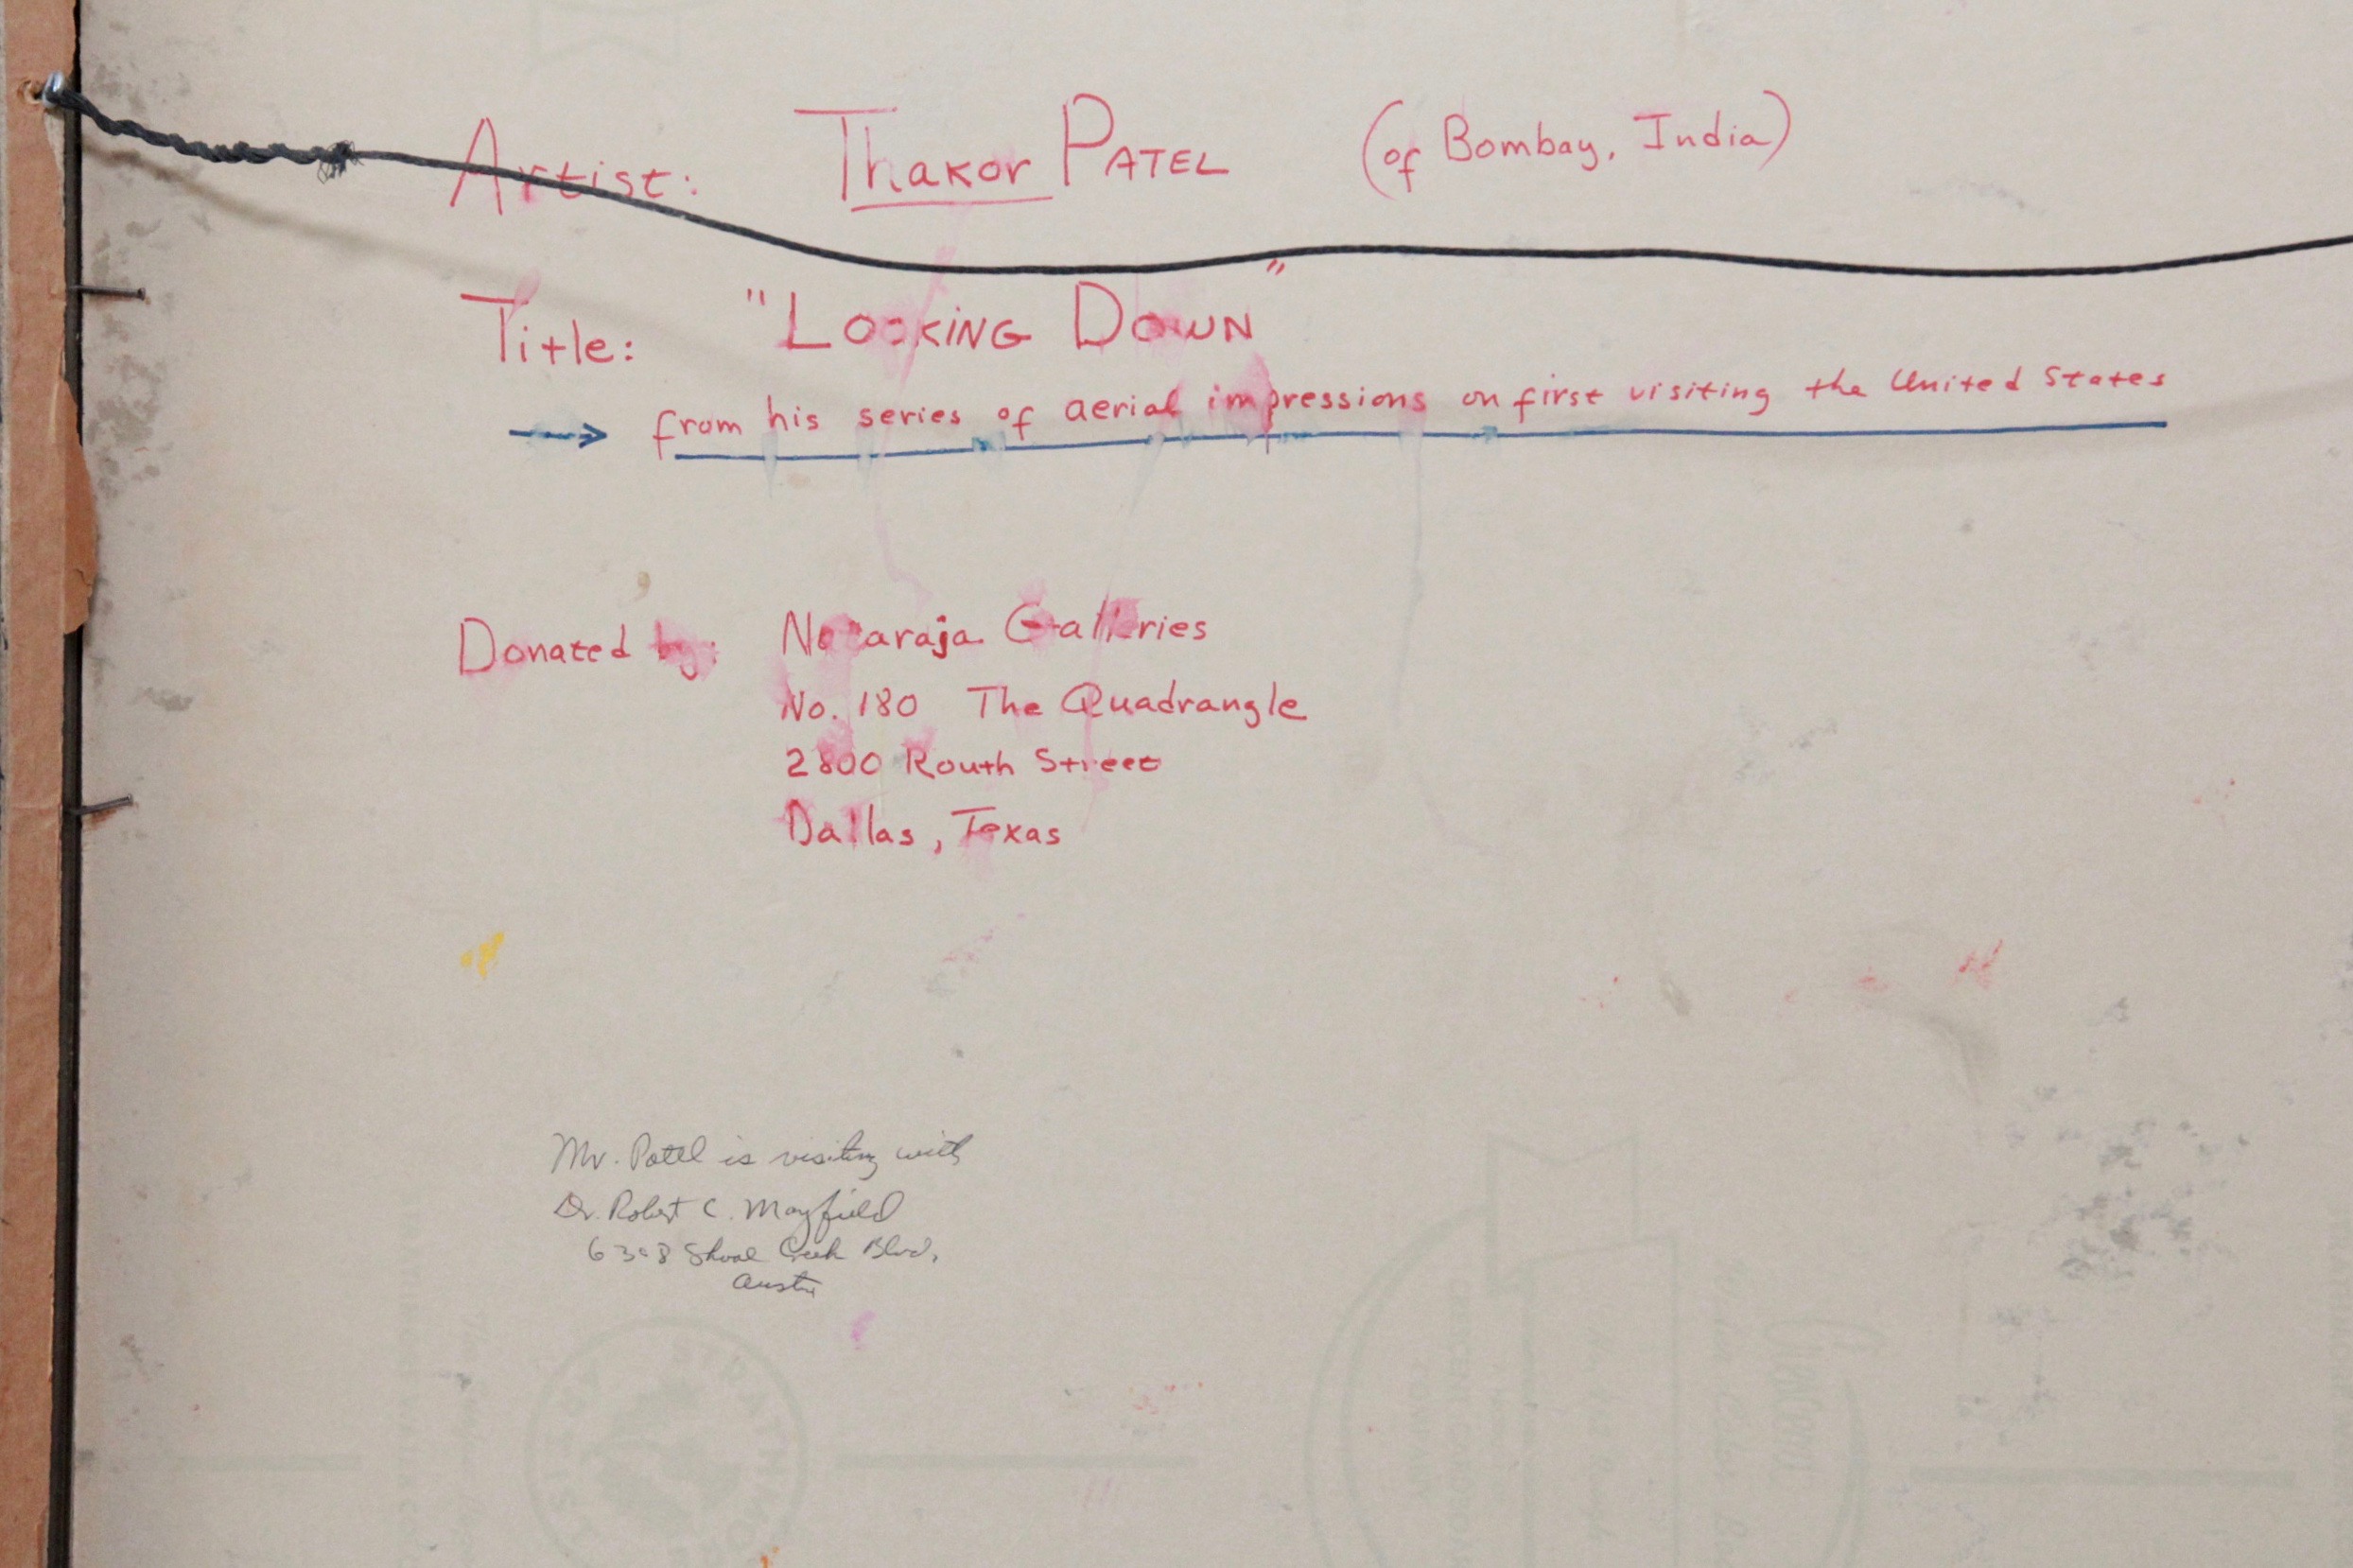 Artist: Thakor PATEL (of Bombay, India)
Title: "LOOKING DOWN"
from his series of aerial impressions on first visiting the United States
Donated by: Nataraja Galleries
No. 180 The Quadrangle
2800 Routh Street
Dallas, Texas
Mr. Patel is visiting with
Dr. Robert C. Mayfield
6308 Shoal Creek Blvd,
Austin
STRATHMORE